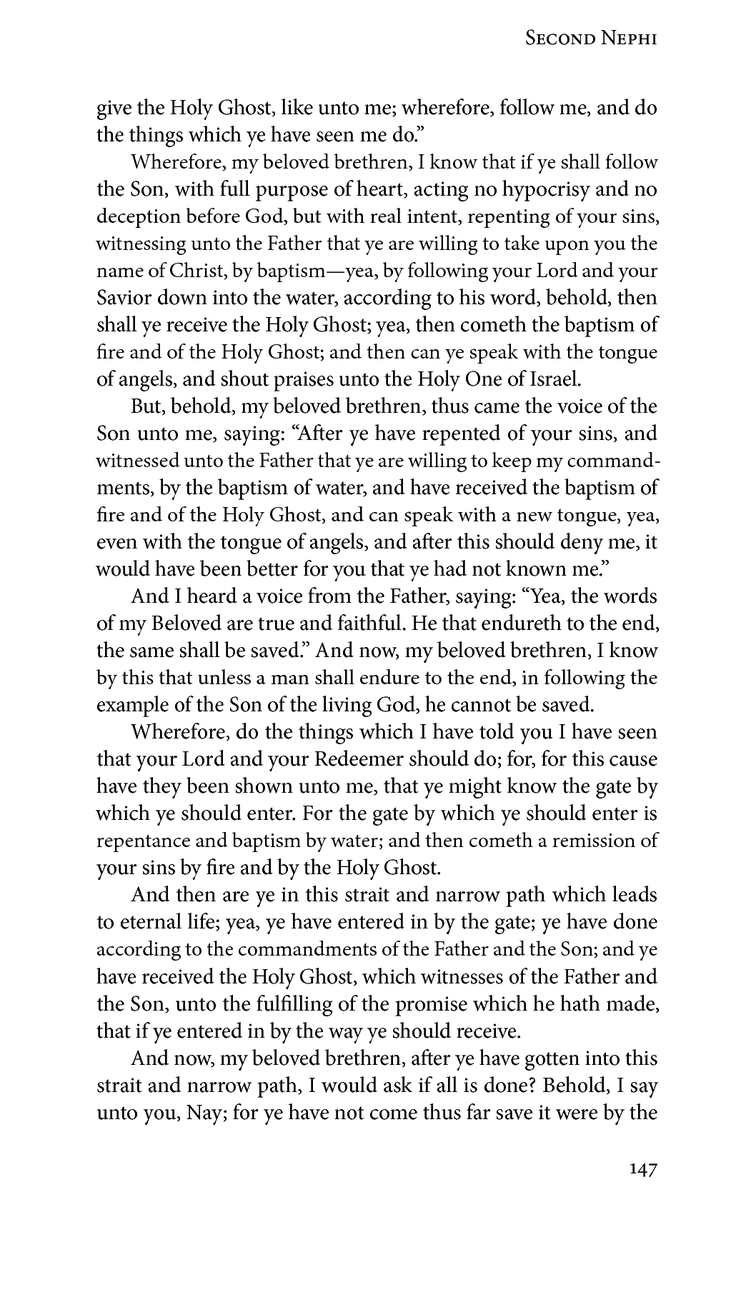 Second Nephi
give the Holy Ghost, like unto me; wherefore, follow me, and do
the things which ye have seen me do.”
Wherefore, my beloved brethren, I know that if ye shall follow
the Son, with full purpose of heart, acting no hypocrisy and no
deception before God, but with real intent, repenting of your sins,
witnessing unto the Father that ye are willing to take upon you the
name of Christ, by baptism—yea, by following your Lord and your
Savior down into the water, according to his word, behold, then
shall ye receive the Holy Ghost; yea, then cometh the baptism of
fire and of the Holy Ghost; and then can ye speak with the tongue
of angels, and shout praises unto the Holy One of Israel.
But, behold, my beloved brethren, thus came the voice of the
Son unto me, saying: “After ye have repented of your sins, and
witnessed unto the Father that ye are willing to keep my command-
ments, by the baptism of water, and have received the baptism of
fire and of the Holy Ghost, and can speak with a new tongue, yea,
even with the tongue of angels, and after this should deny me, it
would have been better for you that ye had not known me.”
And I heard a voice from the Father, saying: “Yea, the words
of my Beloved are true and faithful. He that endureth to the end,
the same shall be saved.” And now, my beloved brethren, I know
by this that unless a man shall endure to the end, in following the
example of the Son of the living God, he cannot be saved.
Wherefore, do the things which I have told you I have seen
that your Lord and your Redeemer should do; for, for this cause
have they been shown unto me, that ye might know the gate by
which ye should enter. For the gate by which ye should enter is
repentance and baptism by water; and then cometh a remission of
your sins by fire and by the Holy Ghost.
And then are ye in this strait and narrow path which leads
to eternal life; yea, ye have entered in by the gate; ye have done
according to the commandments of the Father and the Son; and ye
have received the Holy Ghost, which witnesses of the Father and
the Son, unto the fulfilling of the promise which he hath made,
that if ye entered in by the way ye should receive.
And now, my beloved brethren, after ye have gotten into this
strait and narrow path, I would ask if all is done? Behold, I say
unto you, Nay; for ye have not come thus far save it were by the
147